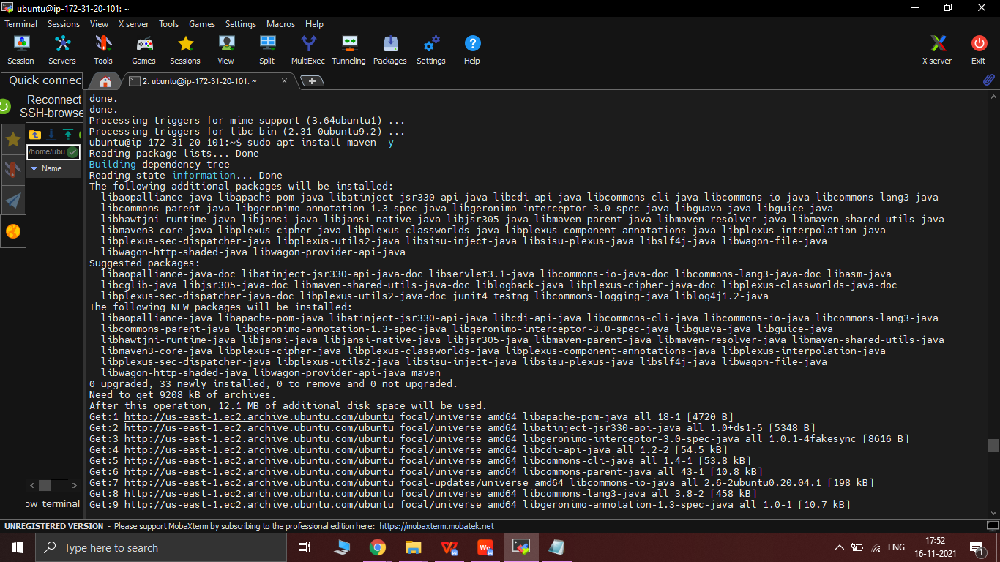 ubuntu@ip-172-31-20-101: ~
Terminal Sessions View X server Tools Games Settings Macros Help
Session Servers Tools Games Sessions View Split MultiExec Tunneling Packages Settings Help X server Exit
Quick connec
2. ubuntu@ip-172-31-20-101: ~
Reconnect
SSH-browse
/home/ubu
Name
done.
done.
Processing triggers for mime-support (3.64ubuntu1) ...
Processing triggers for libc-bin (2.31-0ubuntu9.2) ...
ubuntu@ip-172-31-20-101:~$ sudo apt install maven -y
Reading package lists... Done
Building dependency tree
Reading state information... Done
The following additional packages will be installed:
libaopalliance-java libapache-pom-java libatinject-jsr330-api-java libcdi-api-java libcommons-cli-java libcommons-io-java libcommons-lang3-java
libcommons-parent-java libgeronimo-annotation-1.3-spec-java libgeronimo-interceptor-3.0-spec-java libguava-java libguice-java
libhawtjni-runtime-java libjansi-java libjansi-native-java libjsr305-java libmaven-parent-java libmaven-resolver-java libmaven-shared-utils-java
libmaven3-core-java libplexus-cipher-java libplexus-classworlds-java libplexus-component-annotations-java libplexus-interpolation-java
libplexus-sec-dispatcher-java libplexus-utils2-java libsisu-inject-java libsisu-plexus-java libslf4j-java libwagon-file-java
libwagon-http-shaded-java libwagon-provider-api-java
Suggested packages:
libaopalliance-java-doc libatinject-jsr330-api-java-doc libservlet3.1-java libcommons-io-java-doc libcommons-lang3-java-doc libasm-java
libcglib-java libjsr305-java-doc libmaven-shared-utils-java-doc liblogback-java libplexus-cipher-java-doc libplexus-classworlds-java-doc
libplexus-sec-dispatcher-java-doc libplexus-utils2-java-doc junit4 testng libcommons-logging-java liblog4j1.2-java
The following NEW packages will be installed:
libaopalliance-java libapache-pom-java libatinject-jsr330-api-java libcdi-api-java libcommons-cli-java libcommons-io-java libcommons-lang3-java
libcommons-parent-java libgeronimo-annotation-1.3-spec-java libgeronimo-interceptor-3.0-spec-java libguava-java libguice-java
libhawtjni-runtime-java libjansi-java libjansi-native-java libjsr305-java libmaven-parent-java libmaven-resolver-java libmaven-shared-utils-java
libmaven3-core-java libplexus-cipher-java libplexus-classworlds-java libplexus-component-annotations-java libplexus-interpolation-java
libplexus-sec-dispatcher-java libplexus-utils2-java libsisu-inject-java libsisu-plexus-java libslf4j-java libwagon-file-java
libwagon-http-shaded-java libwagon-provider-api-java maven
0 upgraded, 33 newly installed, 0 to remove and 0 not upgraded.
Need to get 9208 kB of archives.
After this operation, 12.1 MB of additional disk space will be used.
Get:1 http://us-east-1.ec2.archive.ubuntu.com/ubuntu focal/universe amd64 libapache-pom-java all 18-1 [4720 B]
Get:2 http://us-east-1.ec2.archive.ubuntu.com/ubuntu focal/universe amd64 libatinject-jsr330-api-java all 1.0+ds1-5 [5348 B]
Get:3 http://us-east-1.ec2.archive.ubuntu.com/ubuntu focal/universe amd64 libgeronimo-interceptor-3.0-spec-java all 1.0.1-4fakesync [8616 B]
Get:4 http://us-east-1.ec2.archive.ubuntu.com/ubuntu focal/universe amd64 libcdi-api-java all 1.2-2 [54.5 kB]
Get:5 http://us-east-1.ec2.archive.ubuntu.com/ubuntu focal/universe amd64 libcommons-cli-java all 1.4-1 [53.8 kB]
Get:6 http://us-east-1.ec2.archive.ubuntu.com/ubuntu focal/universe amd64 libcommons-parent-java all 43-1 [10.8 kB]
Get:7 http://us-east-1.ec2.archive.ubuntu.com/ubuntu focal-updates/universe amd64 libcommons-io-java all 2.6-2ubuntu0.20.04.1 [198 kB]
Get:8 http://us-east-1.ec2.archive.ubuntu.com/ubuntu focal/universe amd64 libcommons-lang3-java all 3.8-2 [458 kB]
Get:9 http://us-east-1.ec2.archive.ubuntu.com/ubuntu focal/universe amd64 libgeronimo-annotation-1.3-spec-java all 1.0-1 [10.7 kB]
ow terminal
UNREGISTERED VERSION - Please support MobaXterm by subscribing to the professional edition here: https://mobaxterm.mobatek.net
Type here to search
ENG
17:52
16-11-2021
1